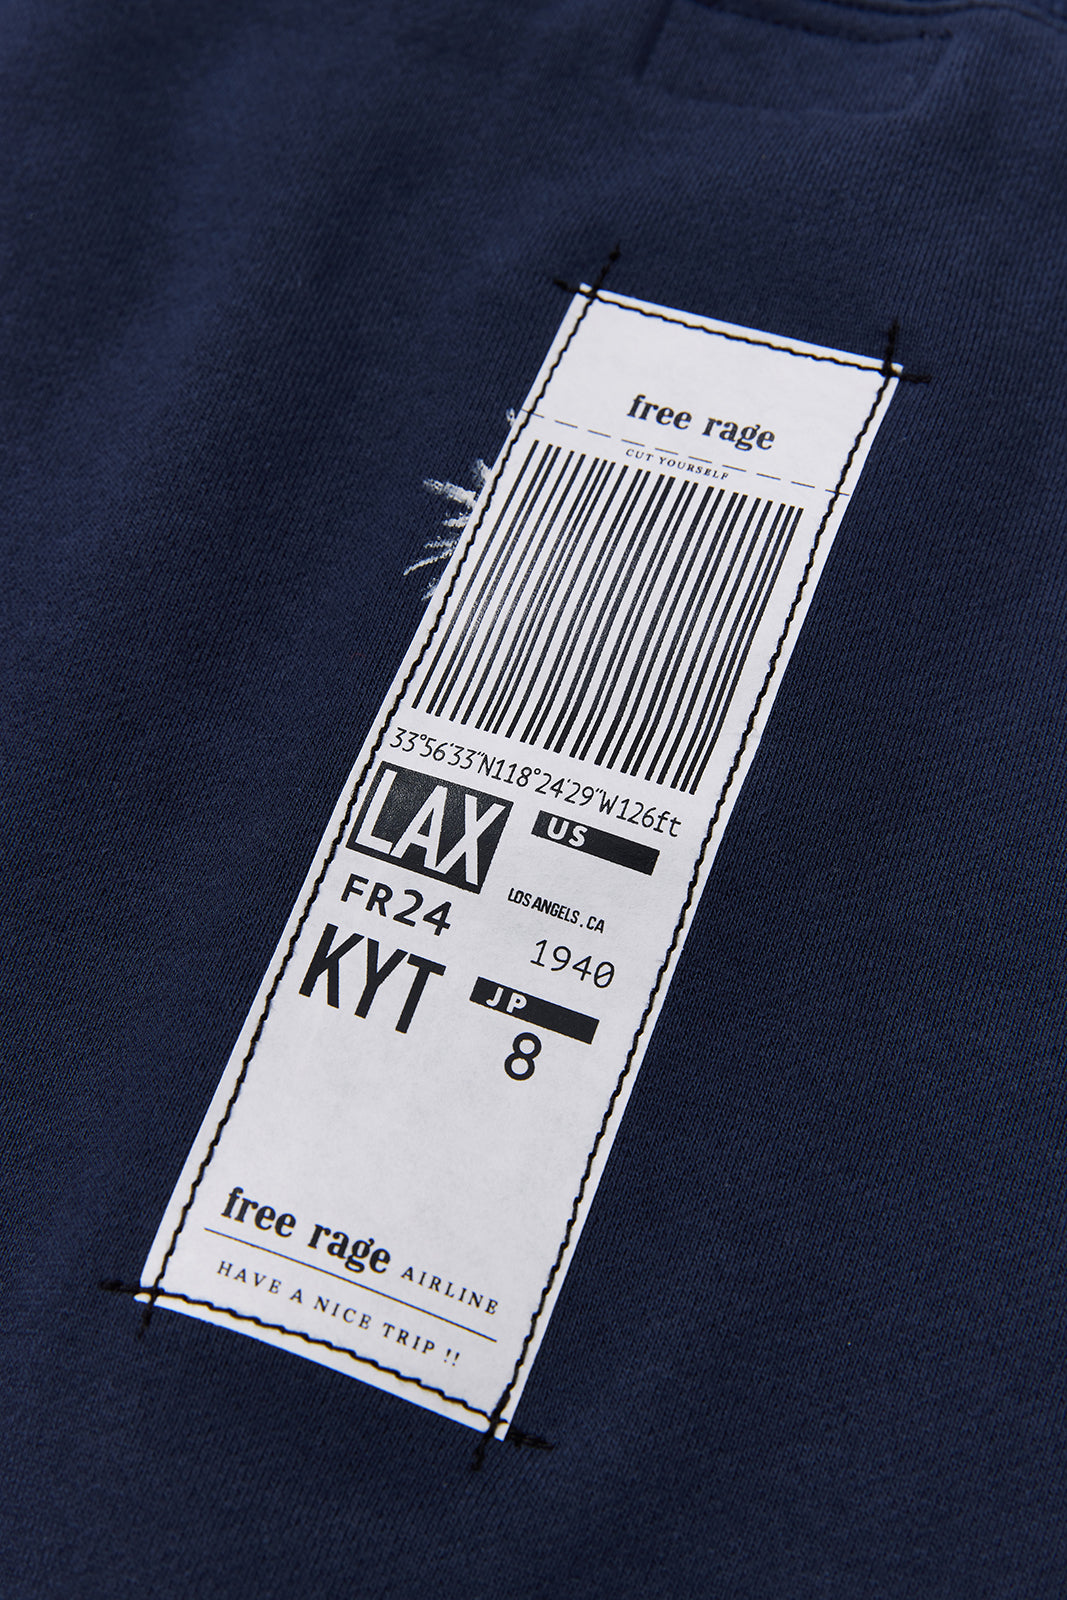 free rage
CUT YOURSELF
33°56'33"N118°24'29"W126ft
LAX
US
FR24
LOS ANGELS . CA
1940
KYT
JP
8
free rage AIRLINE
HAVE A NICE TRIP !!